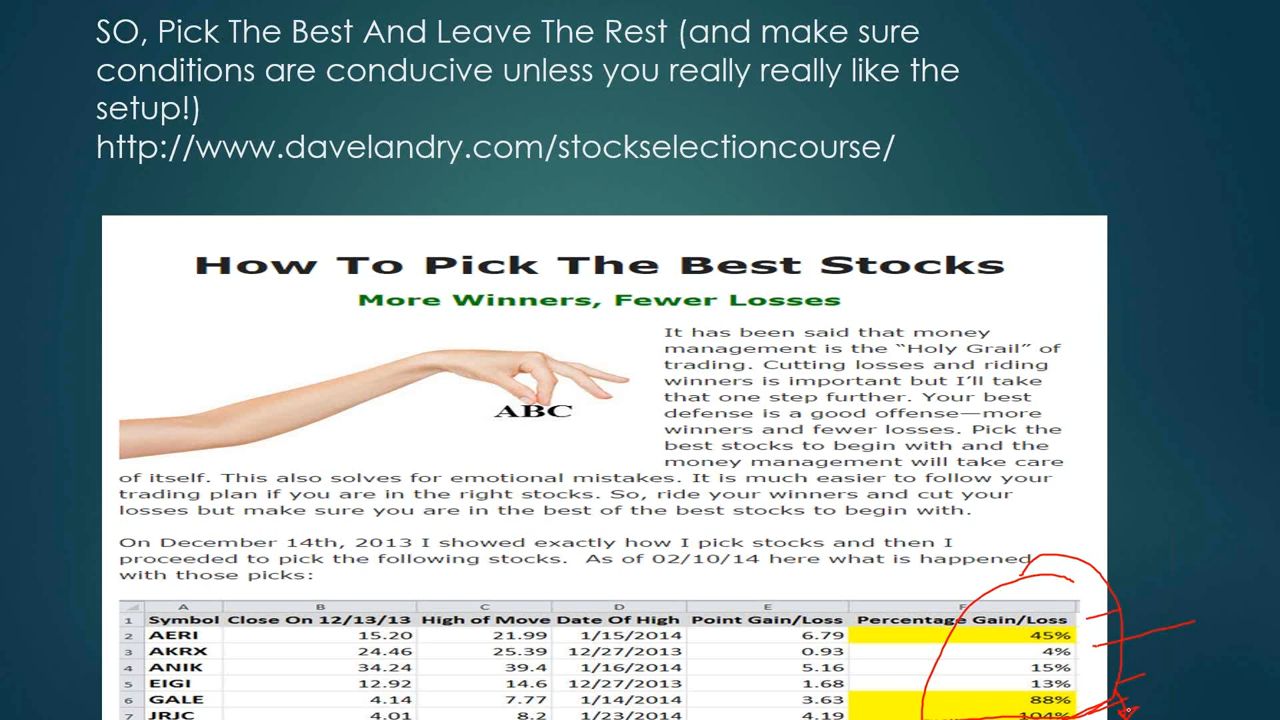 SO, Pick The Best And Leave The Rest (and make sure
conditions are conducive unless you really really like the
setup!)
http://www.davelandry.com/stockselectioncourse/
How To Pick The Best Stocks
More Winners, Fewer Losses
It has been said that money
management is the “Holy Grail” of
trading. Cutting losses and riding
winners is important but I’ll take
that one step further. Your best
defense is a good offense—more
winners and fewer losses. Pick the
best stocks to begin with and the
money management will take care
ABC
of itself. This also solves for emotional mistakes. It is much easier to follow your
trading plan if you are in the right stocks. So, ride your winners and cut your
losses but make sure you are in the best of the best stocks to begin with.
On December 14th, 2013 I showed exactly how I pick stocks and then I
proceeded to pick the following stocks. As of 02/10/14 here what is happened
with those picks:
A B C D E F
1 Symbol Close On 12/13/13 High of Move Date Of High Point Gain/Loss Percentage Gain/Loss
2 AERI 15.20 21.99 1/15/2014 6.79 45%
3 AKRX 24.46 25.39 12/27/2013 0.93 4%
4 ANIK 34.24 39.4 1/16/2014 5.16 15%
5 EIGI 12.92 14.6 12/27/2013 1.68 13%
6 GALE 4.14 7.77 1/14/2014 3.63 88%
7 JRJC 4.01 8.2 1/23/2014 4.19 104%